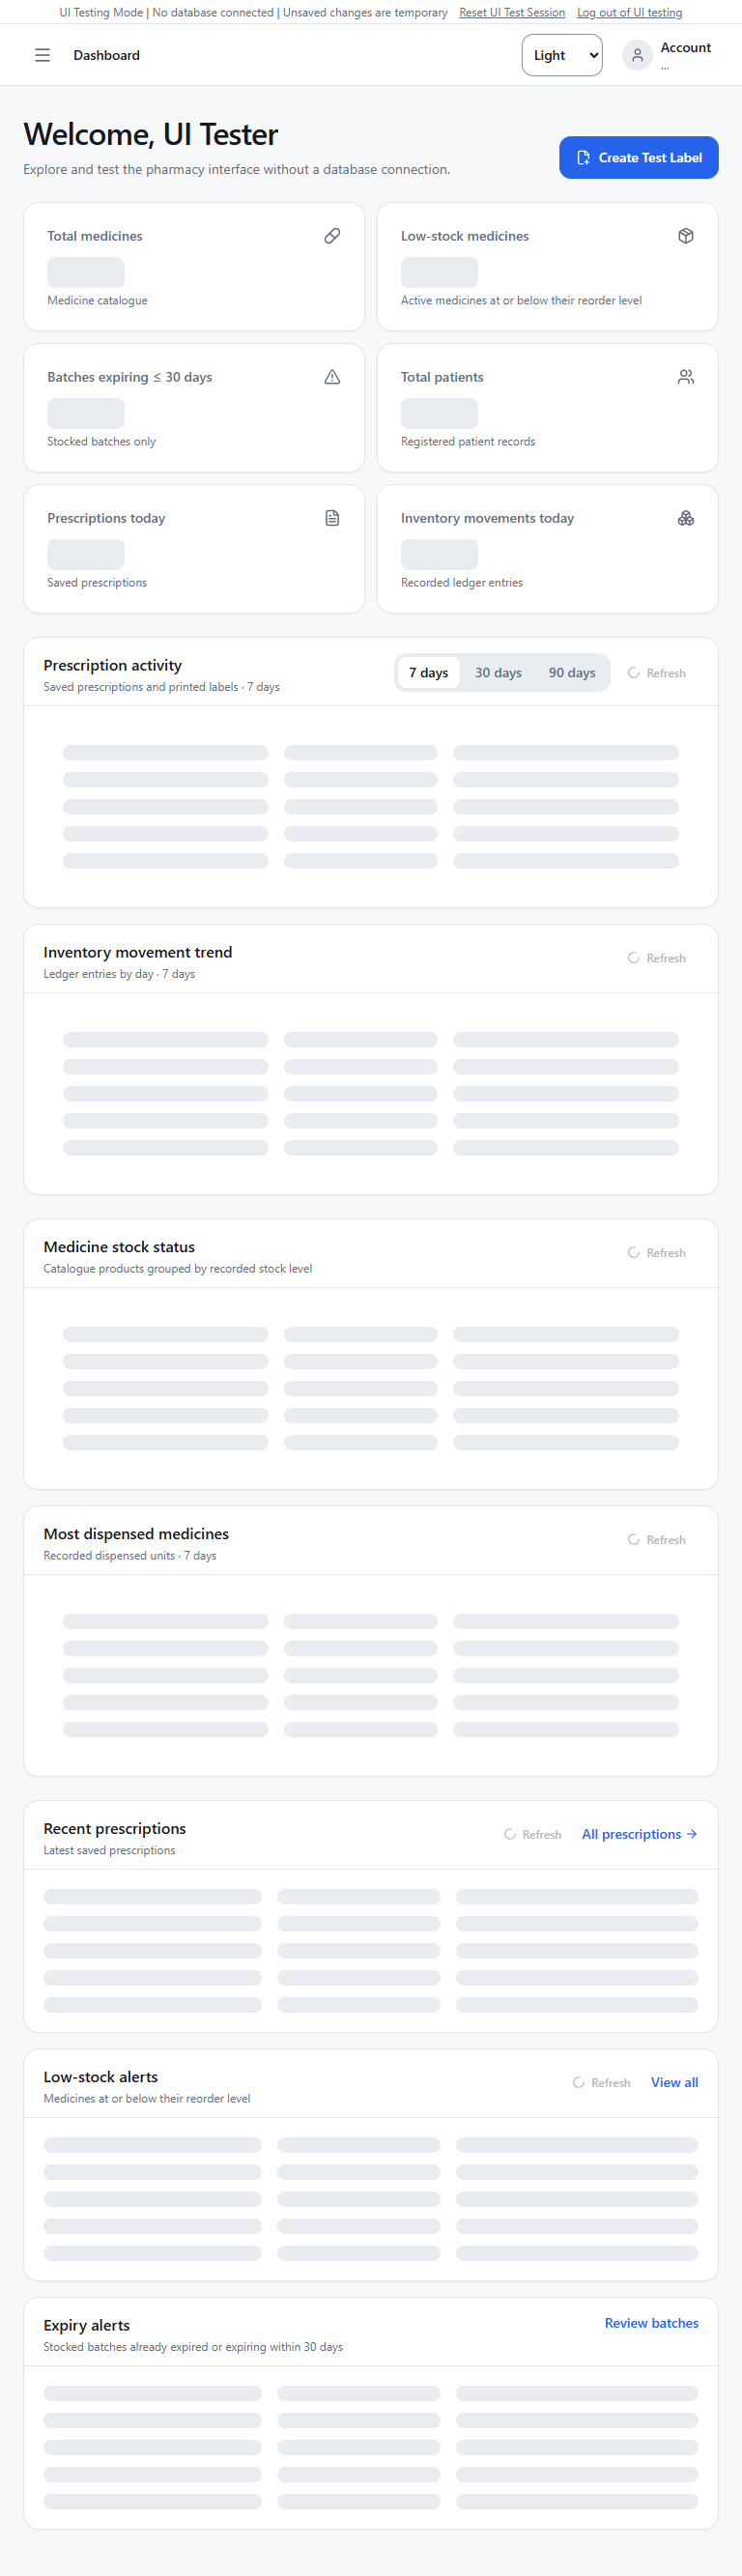 UI Testing Mode | No database connected | Unsaved changes are temporary Reset UI Test Session Log out of UI testing
Dashboard
Light
Account
...
Welcome, UI Tester
Explore and test the pharmacy interface without a database connection.
Create Test Label
Total medicines
Medicine catalogue
Low-stock medicines
Active medicines at or below their reorder level
Batches expiring ≤ 30 days
Stocked batches only
Total patients
Registered patient records
Prescriptions today
Saved prescriptions
Inventory movements today
Recorded ledger entries
Prescription activity
Saved prescriptions and printed labels · 7 days
7 days 30 days 90 days Refresh
Inventory movement trend
Ledger entries by day · 7 days
Refresh
Medicine stock status
Catalogue products grouped by recorded stock level
Refresh
Most dispensed medicines
Recorded dispensed units · 7 days
Refresh
Recent prescriptions
Latest saved prescriptions
Refresh All prescriptions →
Low-stock alerts
Medicines at or below their reorder level
Refresh View all
Expiry alerts
Stocked batches already expired or expiring within 30 days
Review batches